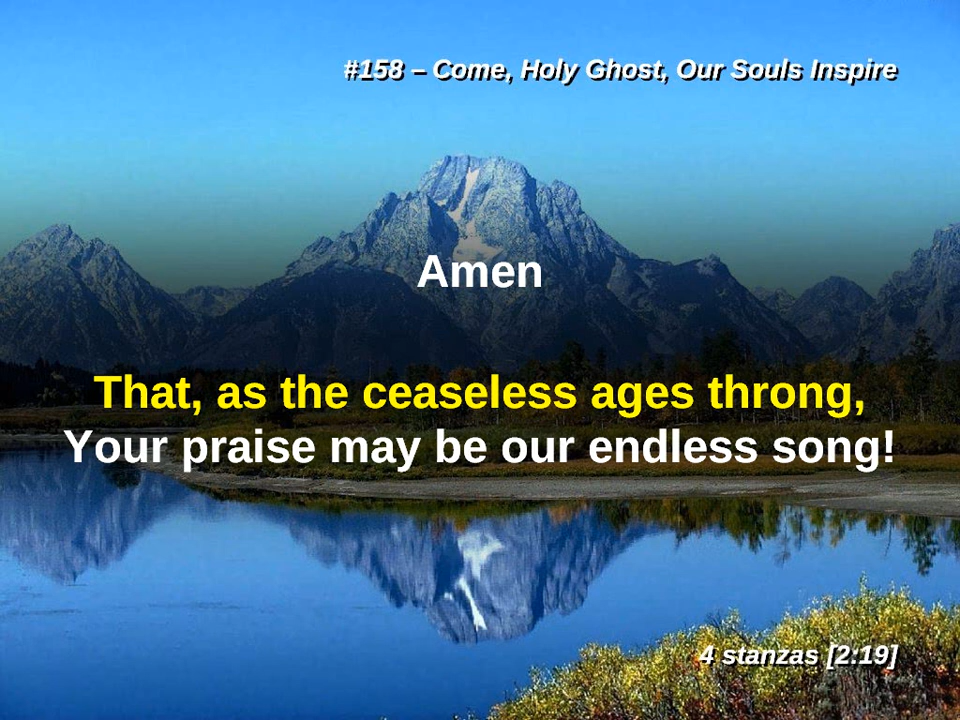 #158 – Come, Holy Ghost, Our Souls Inspire
Amen
That, as the ceaseless ages throng,
Your praise may be our endless song!
4 stanzas [2:19]